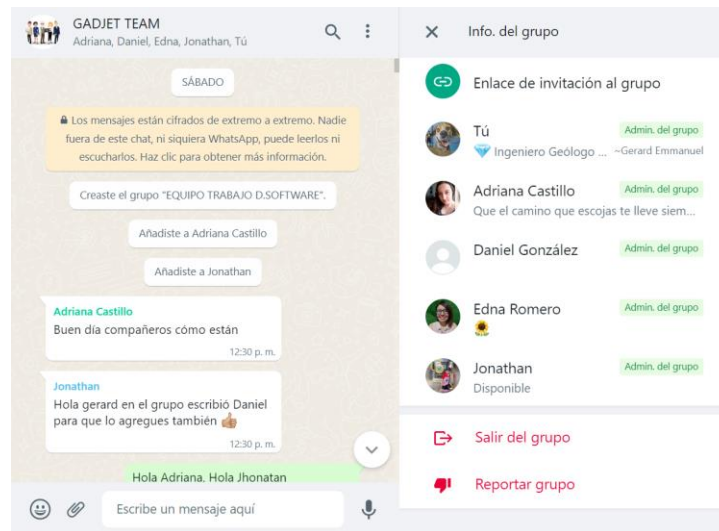 GADJET TEAM
Adriana, Daniel, Edna, Jonathan, Tú
SÁBADO
Los mensajes están cifrados de extremo a extremo. Nadie
fuera de este chat, ni siquiera WhatsApp, puede leerlos ni
escucharlos. Haz clic para obtener más información.
Creaste el grupo "EQUIPO TRABAJO D.SOFTWARE".
Añadiste a Adriana Castillo
Añadiste a Jonathan
Adriana Castillo
Buen día compañeros cómo están
12:30 p. m.
Jonathan
Hola gerard en el grupo escribió Daniel
para que lo agregues también 👍🏽
12:30 p. m.
Hola Adriana, Hola Jhonatan
Escribe un mensaje aquí
Info. del grupo
Enlace de invitación al grupo
Tú
Admin. del grupo
💎 Ingeniero Geólogo ... ~Gerard Emmanuel
Adriana Castillo
Admin. del grupo
Que el camino que escojas te lleve siem...
Daniel González
Admin. del grupo
Edna Romero
Admin. del grupo
🌻
Jonathan
Admin. del grupo
Disponible
Salir del grupo
Reportar grupo